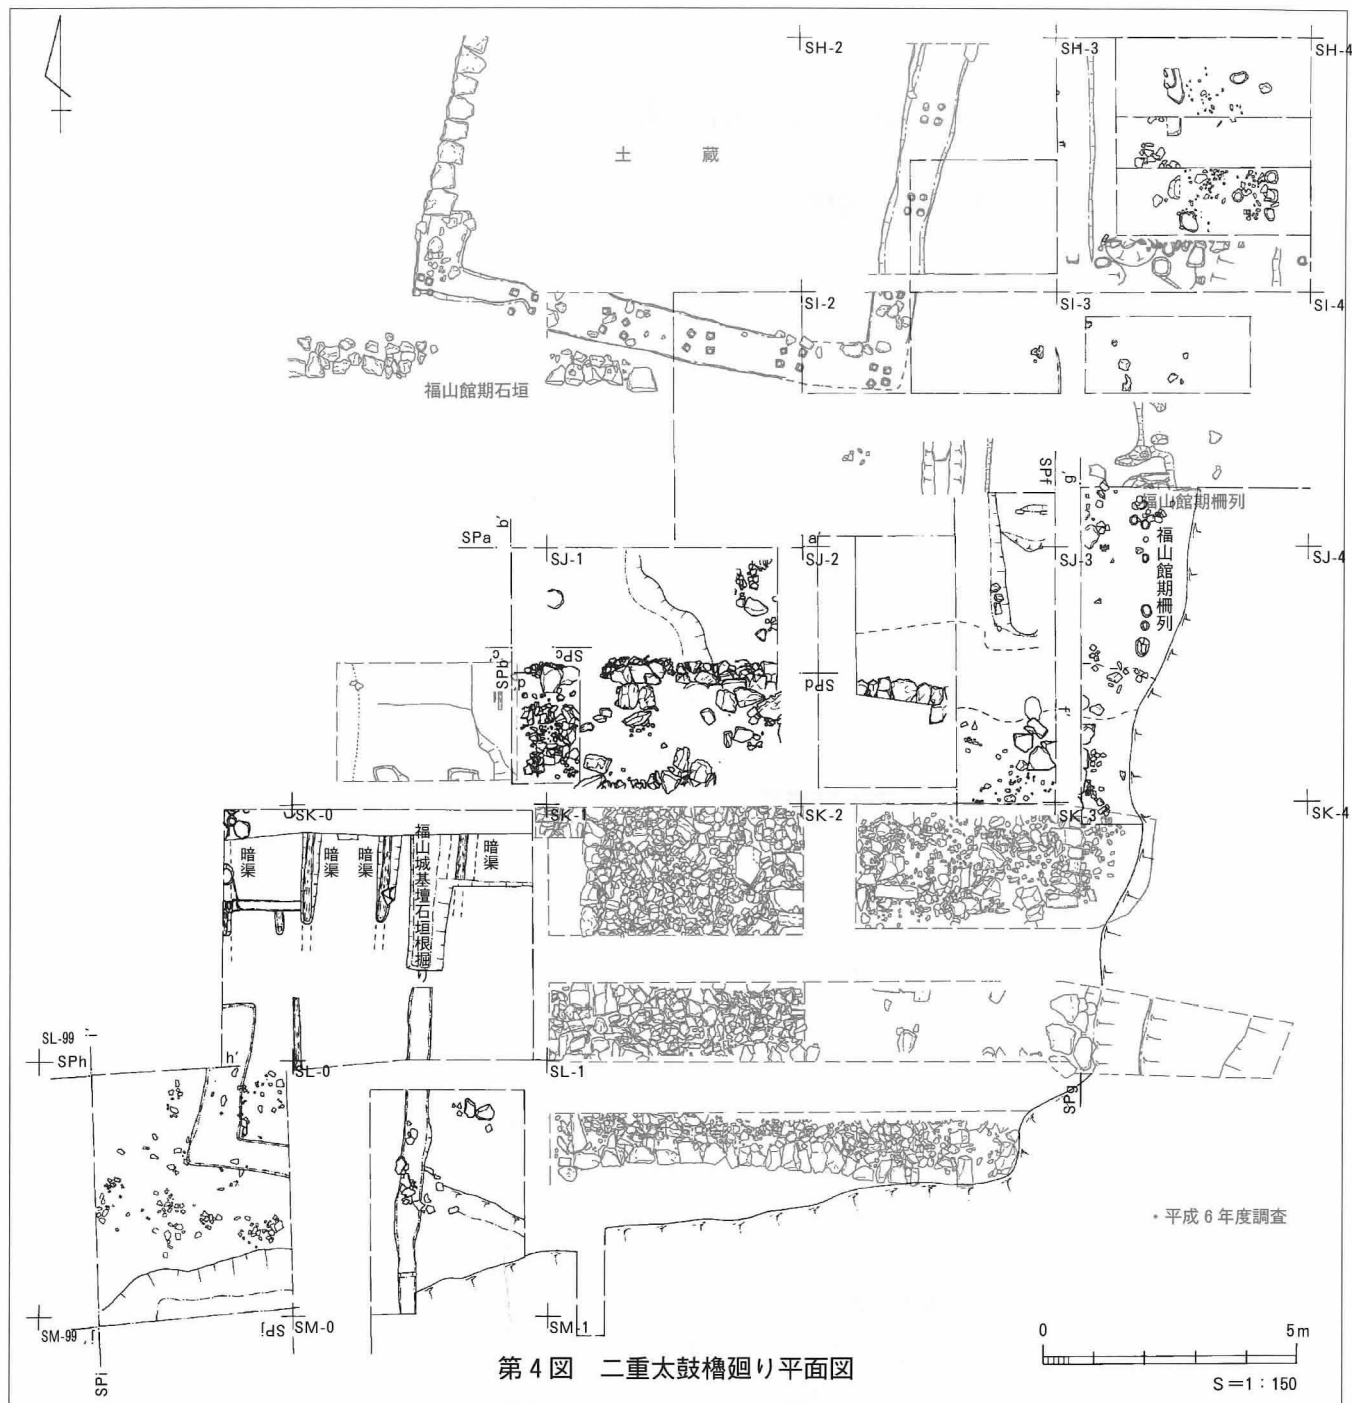 SH-2
SH-3
SH-4
土蔵
SI-2
SI-3
SI-4
福山館期石垣
SPf
g'
福山館期柵列
福山館期柵列
SPa
b'
a'
SJ-1
SJ-2
SJ-3
SJ-4
c'
SPc
SPb
d'
SPd
f'
SK-0
SK-1
SK-2
SK-3
SK-4
暗渠
暗渠
暗渠
福山城基壇石垣根掘り
暗渠
SL-99
i'
SPh
h'
SL-0
SL-1
SPg
・平成6年度調査
SM-99
j'
SPj
SM-0
SM-1
SPi
0
5m
S=1:150
第4図 二重太鼓櫓廻り平面図